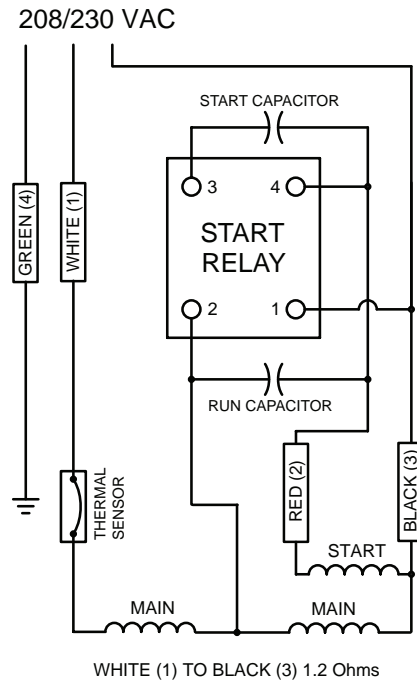 208/230 VAC
START CAPACITOR
3
4
START
RELAY
2
1
RUN CAPACITOR
GREEN (4)
WHITE (1)
THERMAL
SENSOR
RED (2)
BLACK (3)
START
MAIN
MAIN
WHITE (1) TO BLACK (3) 1.2 Ohms